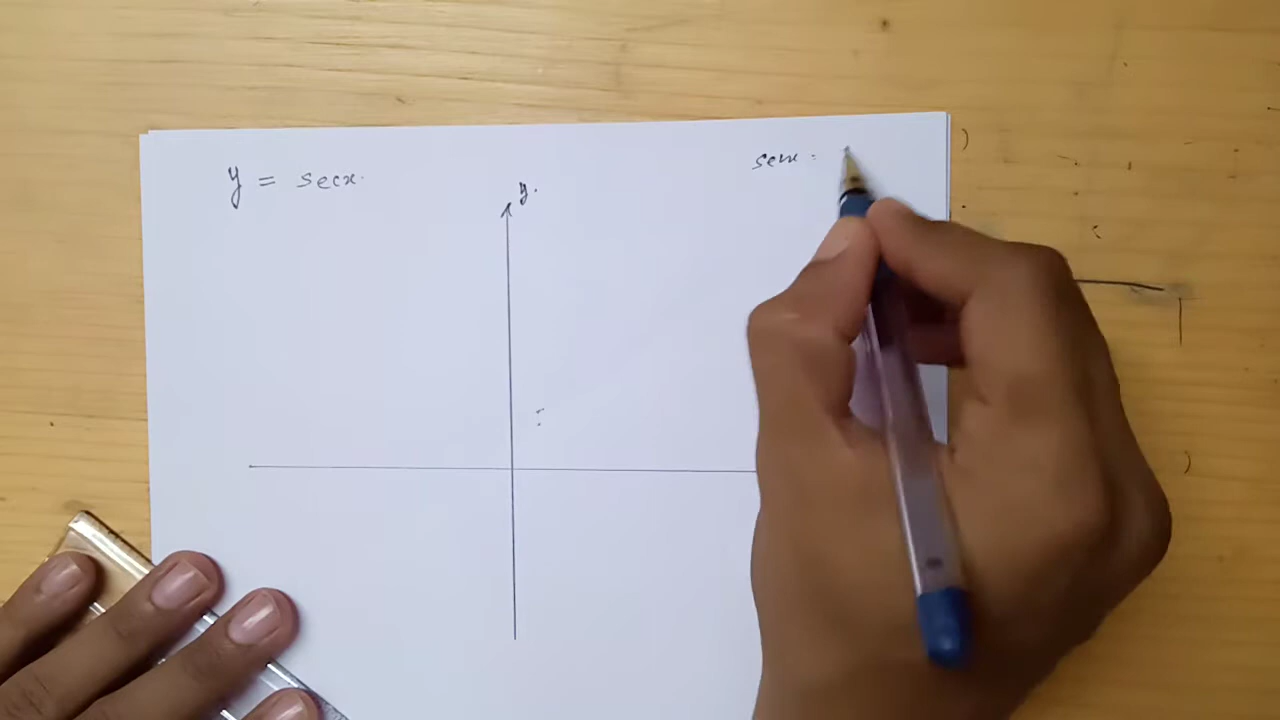 y = secx.
secx =
y.